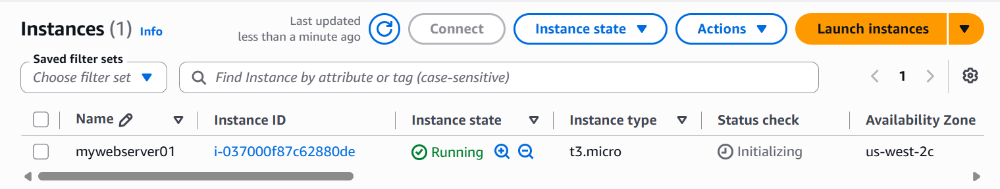 Instances (1) Info
Last updated
less than a minute ago
Connect
Instance state
Actions
Launch instances
Saved filter sets
Choose filter set
Find Instance by attribute or tag (case-sensitive)
1
Name Instance ID Instance state Instance type Status check Availability Zone
mywebserver01 i-037000f87c62880de Running t3.micro Initializing us-west-2c